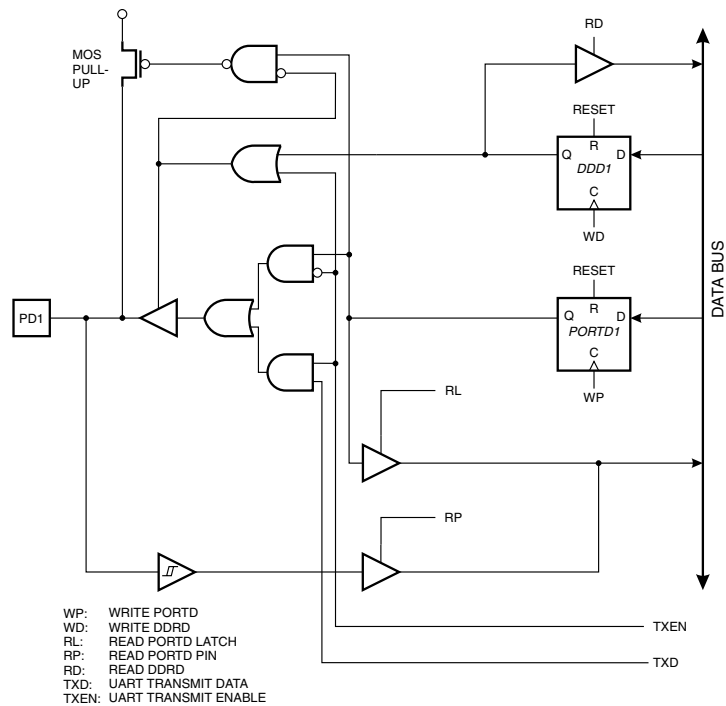 RD
MOS
PULL-
UP
RESET
R
Q
D
DDD1
C
WD
RESET
R
PD1
Q
D
PORTD1
C
WP
DATA BUS
RL
RP
WP: WRITE PORTD
WD: WRITE DDRD
RL: READ PORTD LATCH
RP: READ PORTD PIN
RD: READ DDRD
TXD: UART TRANSMIT DATA
TXEN: UART TRANSMIT ENABLE
TXEN
TXD